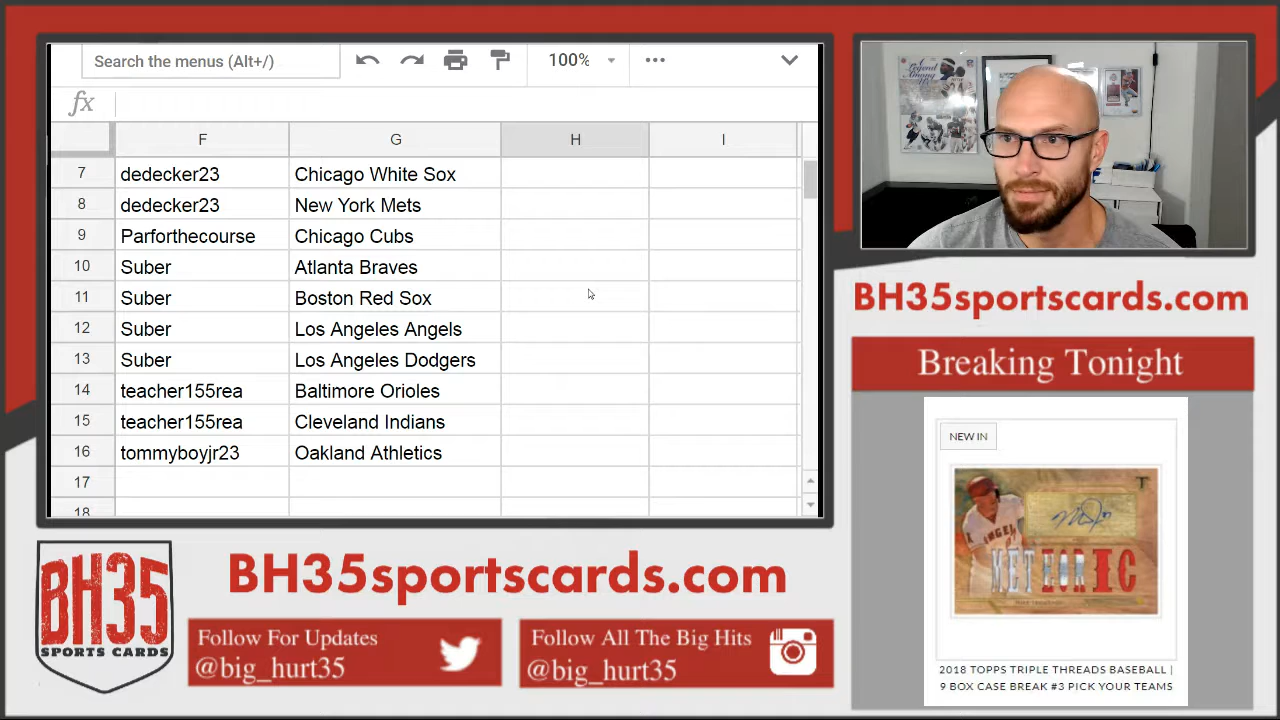 Search the menus (Alt+/)
100%
fx
F G H I
7 dedecker23 Chicago White Sox
8 dedecker23 New York Mets
9 Parforthecourse Chicago Cubs
10 Suber Atlanta Braves
11 Suber Boston Red Sox
12 Suber Los Angeles Angels
13 Suber Los Angeles Dodgers
14 teacher155rea Baltimore Orioles
15 teacher155rea Cleveland Indians
16 tommyboyjr23 Oakland Athletics
17
18
BH35sportscards.com
Breaking Tonight
NEW IN
ANGELS
METEORIC
2018 TOPPS TRIPLE THREADS BASEBALL |
9 BOX CASE BREAK #3 PICK YOUR TEAMS
BH35
SPORTS CARDS
BH35sportscards.com
Follow For Updates
@big_hurt35
Follow All The Big Hits
@big_hurt35